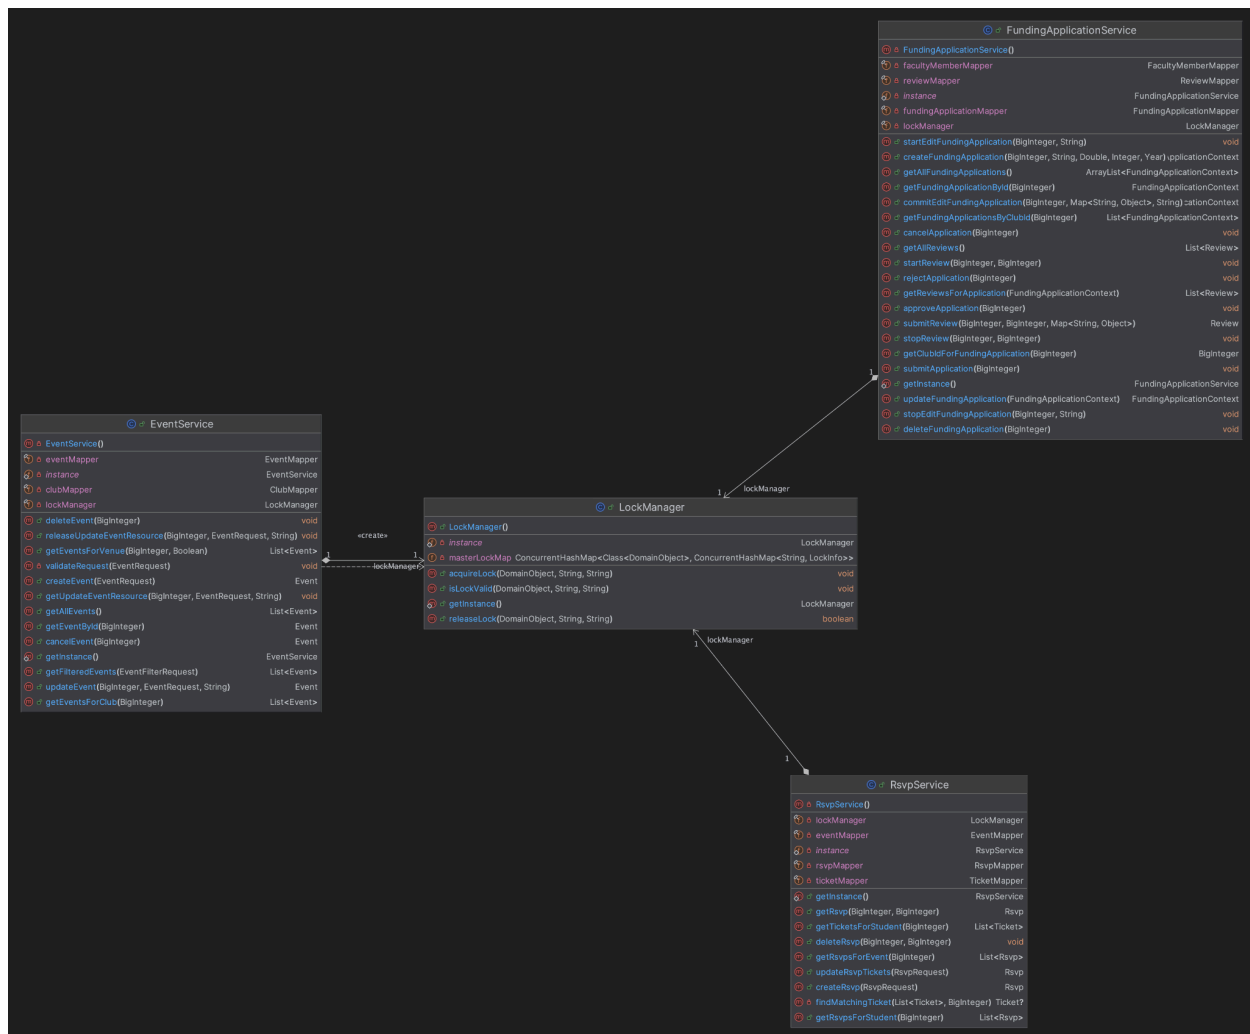 FundingApplicationService
FundingApplicationService()
facultyMemberMapper FacultyMemberMapper
reviewMapper ReviewMapper
instance FundingApplicationService
fundingApplicationMapper FundingApplicationMapper
lockManager LockManager
startEditFundingApplication(BigInteger, String) void
createFundingApplication(BigInteger, String, Double, Integer, Year) applicationContext
getAllFundingApplications() ArrayList<FundingApplicationContext>
getFundingApplicationById(BigInteger) FundingApplicationContext
commitEditFundingApplication(BigInteger, Map<String, Object>, String) cationContext
getFundingApplicationsByClubId(BigInteger) List<FundingApplicationContext>
cancelApplication(BigInteger) void
getAllReviews() List<Review>
startReview(BigInteger, BigInteger) void
rejectApplication(BigInteger) void
getReviewsForApplication(FundingApplicationContext) List<Review>
approveApplication(BigInteger) void
submitReview(BigInteger, BigInteger, Map<String, Object>) Review
stopReview(BigInteger, BigInteger) void
getClubIdForFundingApplication(BigInteger) BigInteger
submitApplication(BigInteger) void
getInstance() FundingApplicationService
updateFundingApplication(FundingApplicationContext) FundingApplicationContext
stopEditFundingApplication(BigInteger, String) void
deleteFundingApplication(BigInteger) void
1
1 lockManager
EventService
EventService()
eventMapper EventMapper
instance EventService
clubMapper ClubMapper
lockManager LockManager
deleteEvent(BigInteger) void
releaseUpdateEventResource(BigInteger, EventRequest, String) void
getEventsForVenue(BigInteger, Boolean) List<Event>
validateRequest(EventRequest) void
createEvent(EventRequest) Event
getUpdateEventResource(BigInteger, EventRequest, String) void
getAllEvents() List<Event>
getEventById(BigInteger) Event
cancelEvent(BigInteger) Event
getInstance() EventService
getFilteredEvents(EventFilterRequest) List<Event>
updateEvent(BigInteger, EventRequest, String) Event
getEventsForClub(BigInteger) List<Event>
«create»
1 1
lockManager
LockManager
LockManager()
instance LockManager
masterLockMap ConcurrentHashMap<Class<DomainObject>, ConcurrentHashMap<String, LockInfo>>
acquireLock(DomainObject, String, String) void
isLockValid(DomainObject, String, String) void
getInstance() LockManager
releaseLock(DomainObject, String, String) boolean
1 lockManager
1
RsvpService
RsvpService()
lockManager LockManager
eventMapper EventMapper
instance RsvpService
rsvpMapper RsvpMapper
ticketMapper TicketMapper
getInstance() RsvpService
getRsvp(BigInteger, BigInteger) Rsvp
getTicketsForStudent(BigInteger) List<Ticket>
deleteRsvp(BigInteger, BigInteger) void
getRsvpsForEvent(BigInteger) List<Rsvp>
updateRsvpTickets(RsvpRequest) Rsvp
createRsvp(RsvpRequest) Rsvp
findMatchingTicket(List<Ticket>, BigInteger) Ticket?
getRsvpsForStudent(BigInteger) List<Rsvp>